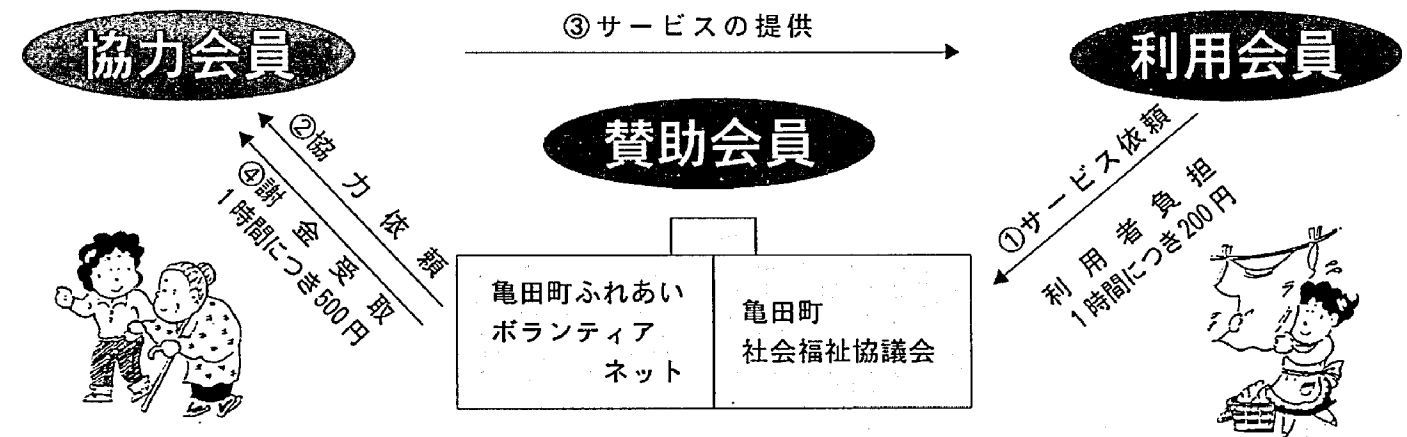 ③サービスの提供
協力会員
利用会員
賛助会員
②協力依頼
④謝金受取
1時間につき500円
①サービス依頼
利用者負担
1時間につき200円
亀田町ふれあい
ボランティア
ネット
亀田町
社会福祉協議会